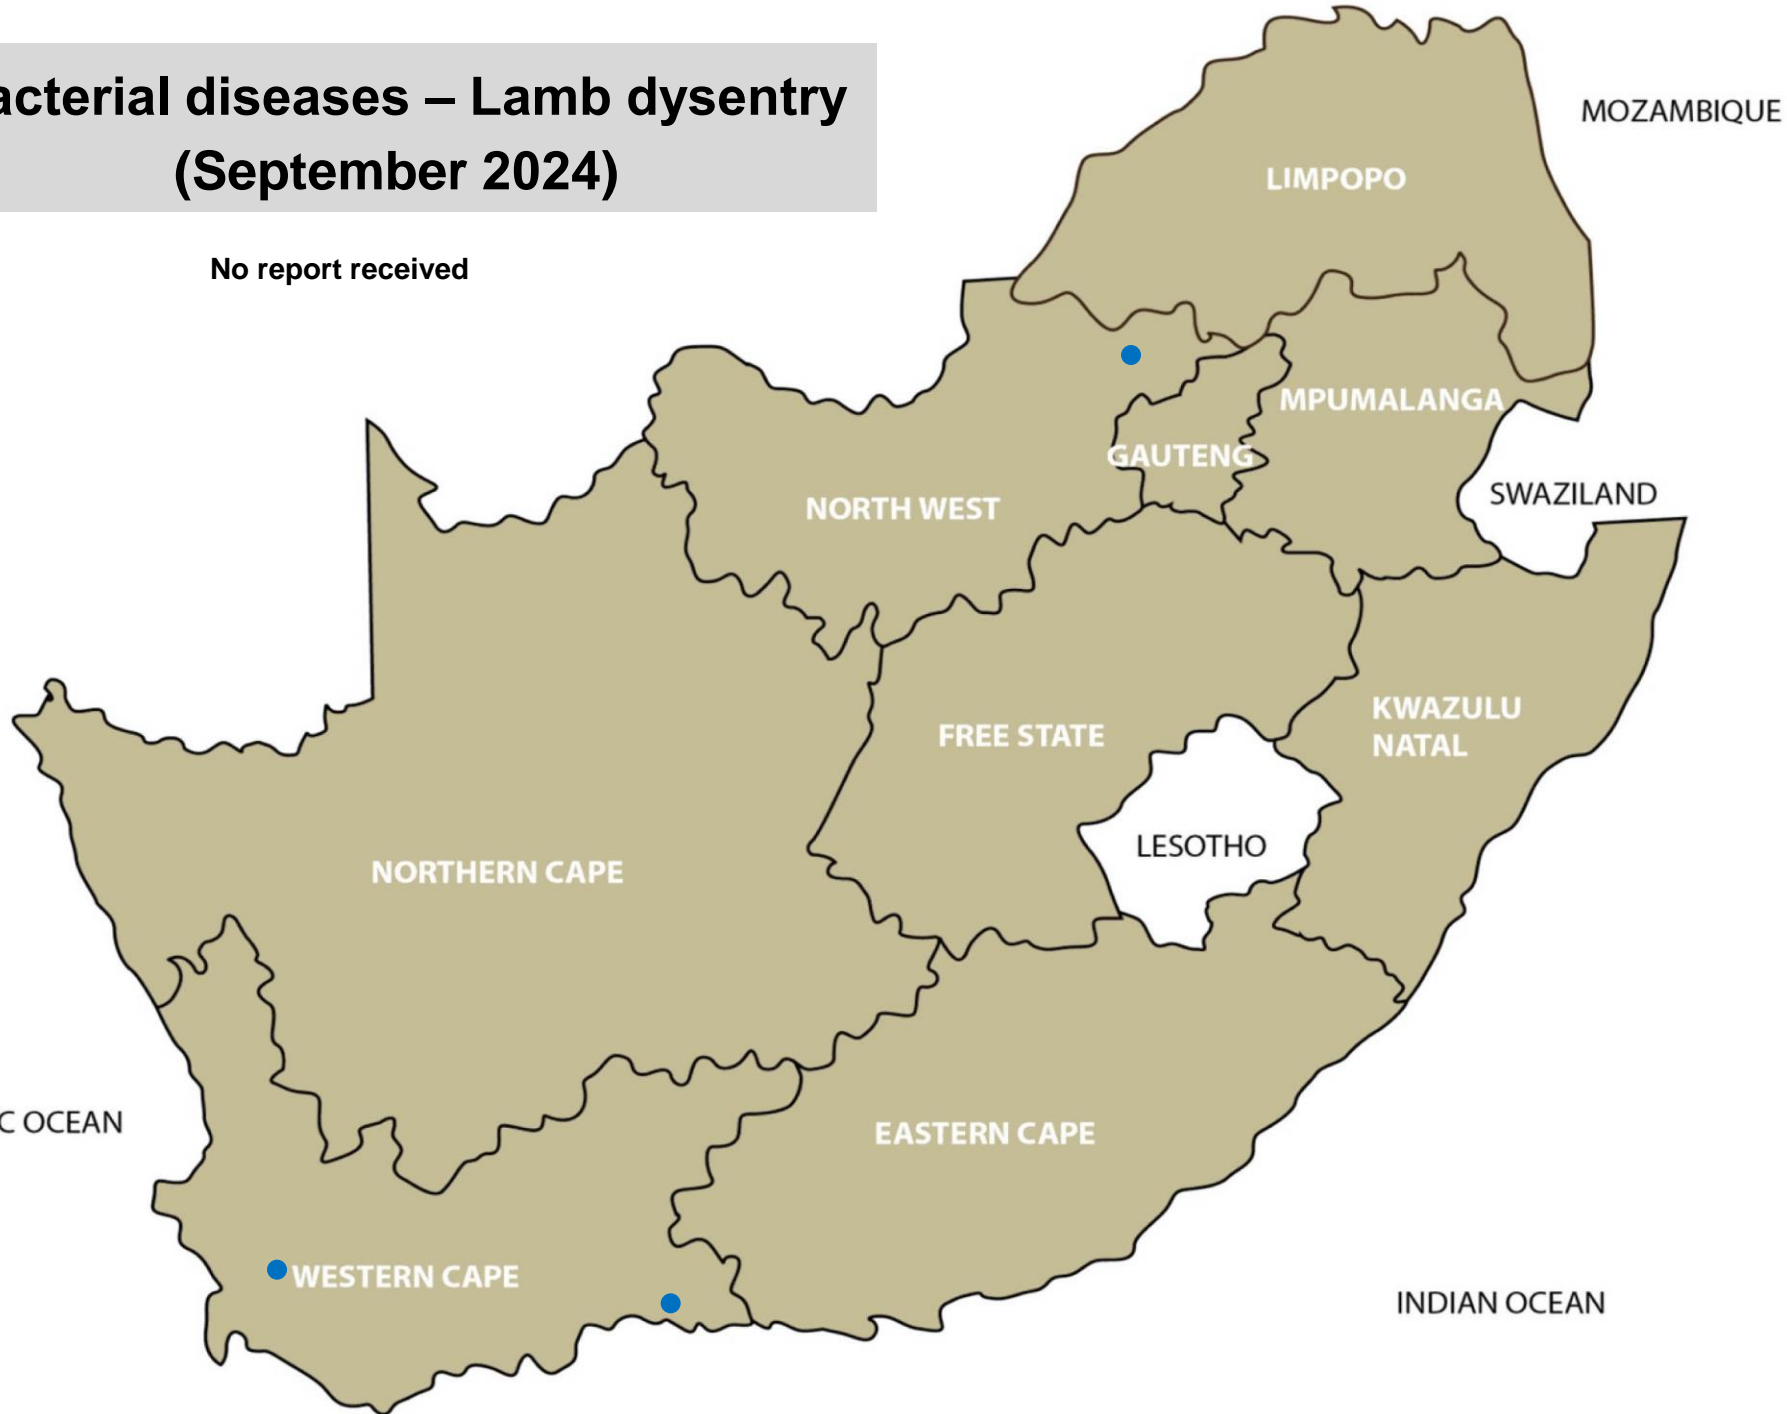 acterial diseases – Lamb dysentry
(September 2024)
No report received
MOZAMBIQUE
LIMPOPO
MPUMALANGA
GAUTENG
SWAZILAND
NORTH WEST
KWAZULU
NATAL
FREE STATE
LESOTHO
NORTHERN CAPE
C OCEAN
EASTERN CAPE
WESTERN CAPE
INDIAN OCEAN